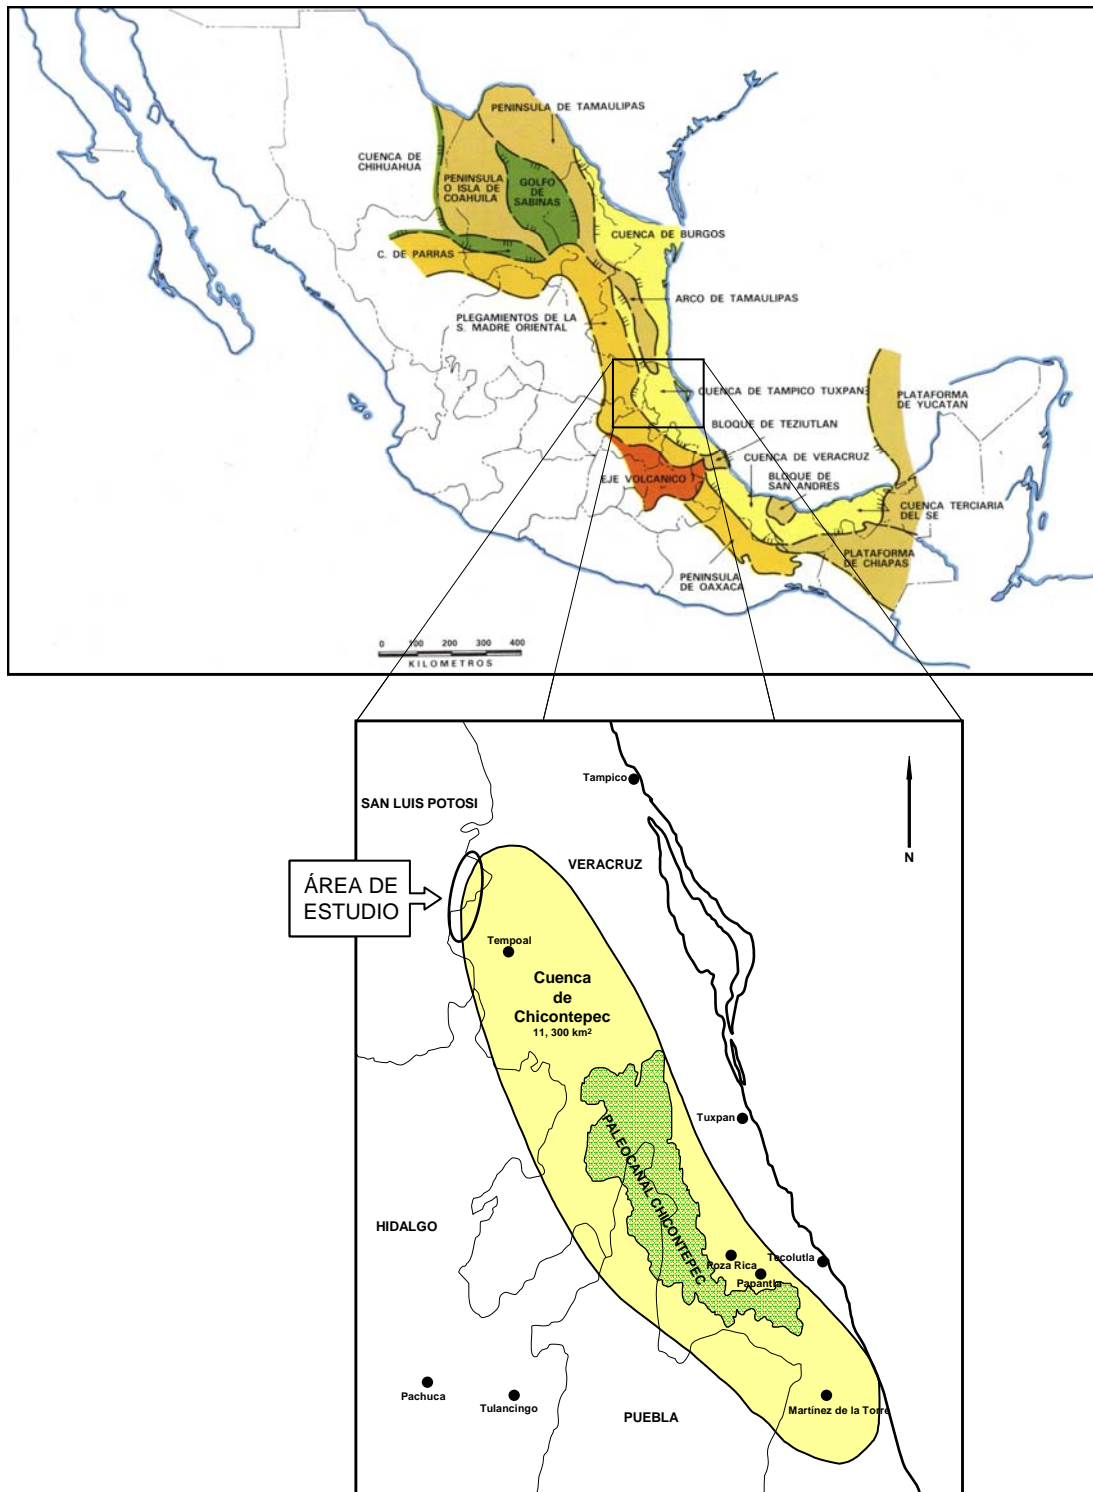 PENINSULA DE TAMAULIPAS
CUENCA DE
CHIHUAHUA
PENINSULA
O ISLA DE
COAHUILA
GOLFO
DE
SABINAS
CUENCA DE BURGOS
C. DE PARRAS
ARCO DE TAMAULIPAS
PLEGAMIENTOS DE LA
S. MADRE ORIENTAL
CUENCA DE TAMPICO TUXPAN
PLATAFORMA
DE YUCATAN
BLOQUE DE TEZIUTLAN
CUENCA DE VERACRUZ
BLOQUE DE
SAN ANDRES
EJE VOLCANICO
CUENCA TERCIARIA
DEL SE
PLATAFORMA
DE CHIAPAS
PENINSULA
DE OAXACA
0 100 200 300 400
KILOMETROS
Tampico
SAN LUIS POTOSI
N
VERACRUZ
ÁREA DE
ESTUDIO
Tempoal
Cuenca
de
Chicontepec
11, 300 km²
Tuxpan
PALEOCANAL CHICONTEPEC
HIDALGO
Tecolutla
Poza Rica
Papantla
Pachuca
Tulancingo
PUEBLA
Martínez de la Torre